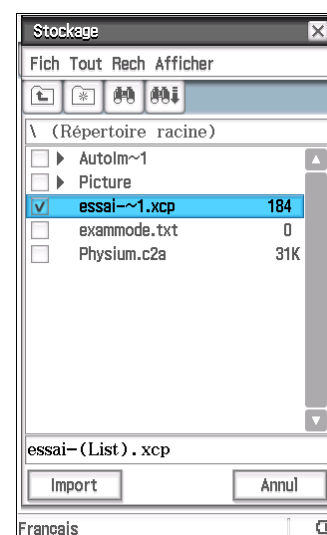 Stockage
Fich Tout Rech Afficher
\ (Répertoire racine)
AutoIm~1
Picture
essai-~1.xcp 184
exammode.txt 0
Physium.c2a 31K
essai-(List).xcp
Import Annul
Français